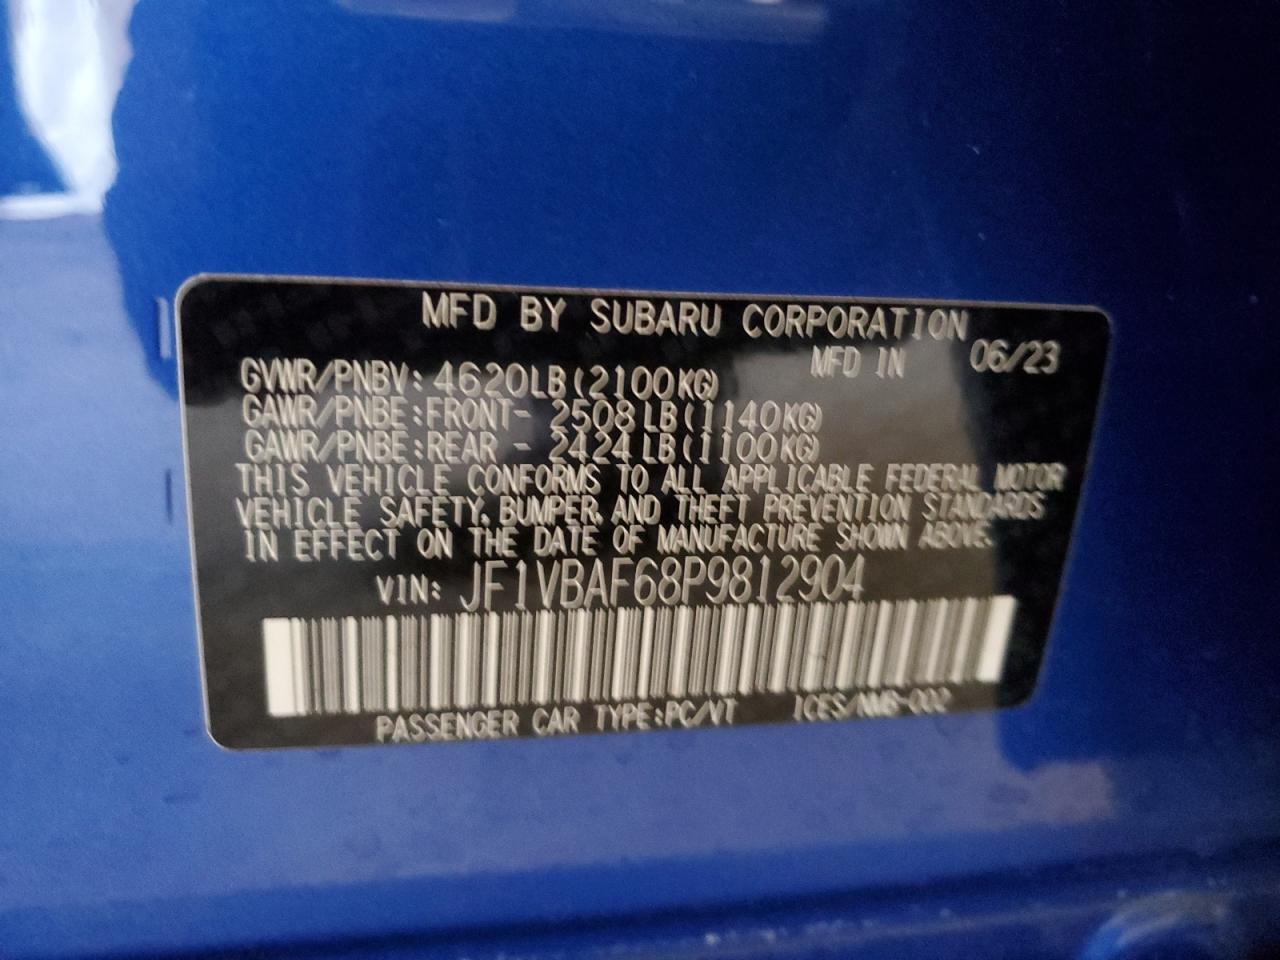 MFD BY SUBARU CORPORATION
MFD IN 06/23
GVWR/PNBV: 4620LB(2100KG)
GAWR/PNBE:FRONT- 2508LB(1140KG)
GAWR/PNBE:REAR - 2424LB(1100KG)
THIS VEHICLE CONFORMS TO ALL APPLICABLE FEDERAL MOTOR
VEHICLE SAFETY, BUMPER, AND THEFT PREVENTION STANDARDS
IN EFFECT ON THE DATE OF MANUFACTURE SHOWN ABOVE.
VIN: JF1VBAF68P9812904
PASSENGER CAR TYPE:PC/VT ICES/NMB-002